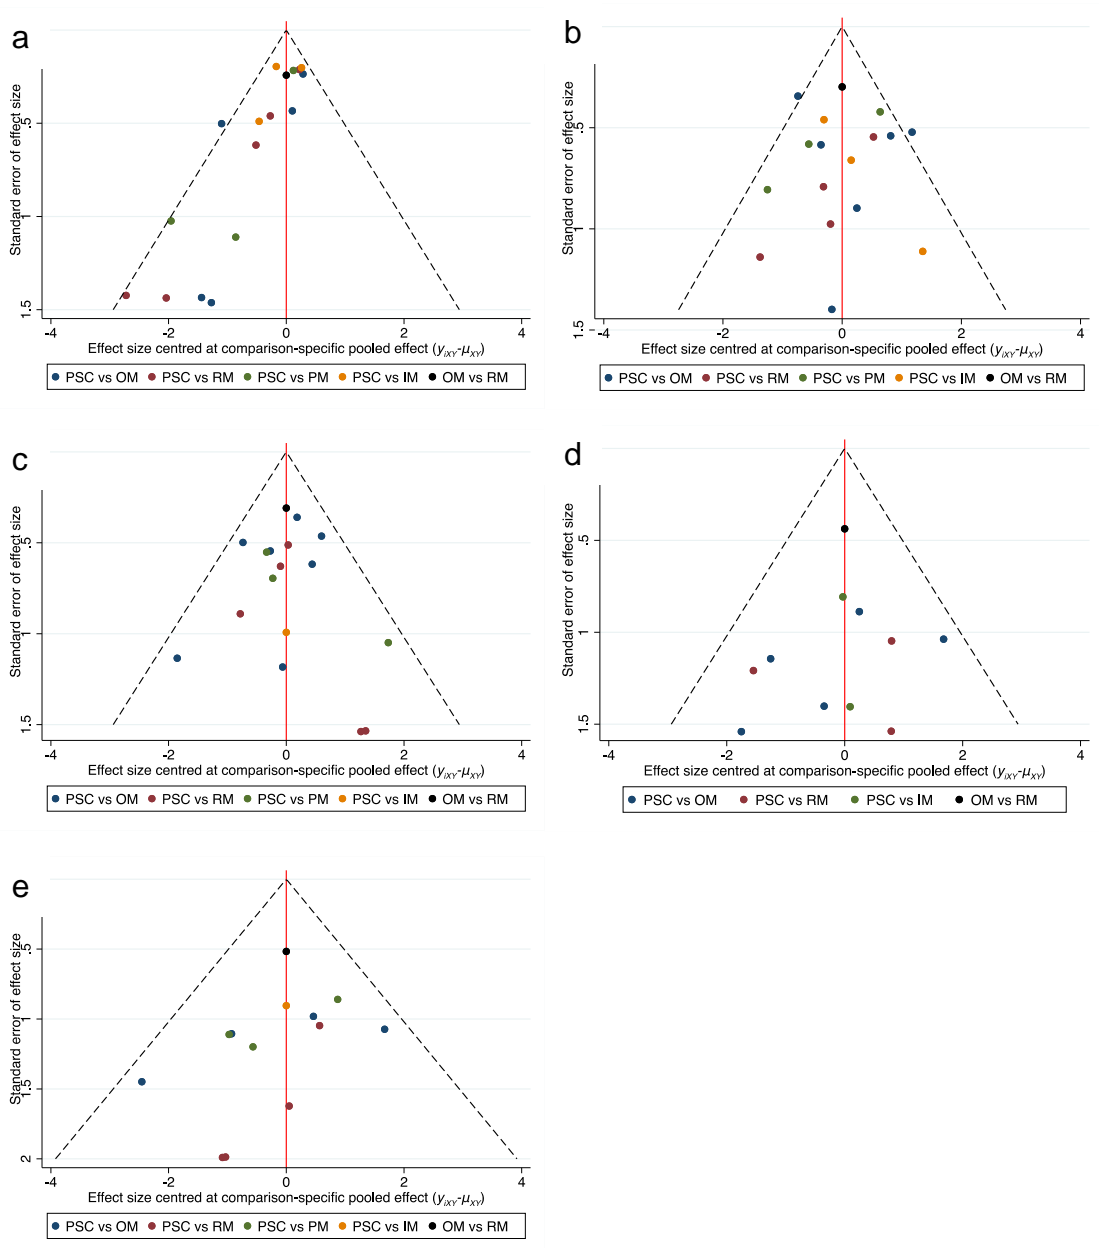 a
Standard error of effect size
.5
1
1.5
-4 -2 0 2 4
Effect size centred at comparison-specific pooled effect (yiXY-μXY)
PSC vs OM PSC vs RM PSC vs PM PSC vs IM OM vs RM
b
Standard error of effect size
.5
1
1.5
-4 -2 0 2 4
Effect size centred at comparison-specific pooled effect (yiXY-μXY)
PSC vs OM PSC vs RM PSC vs PM PSC vs IM OM vs RM
c
Standard error of effect size
.5
1
1.5
-4 -2 0 2 4
Effect size centred at comparison-specific pooled effect (yiXY-μXY)
PSC vs OM PSC vs RM PSC vs PM PSC vs IM OM vs RM
d
Standard error of effect size
.5
1
1.5
-4 -2 0 2 4
Effect size centred at comparison-specific pooled effect (yiXY-μXY)
PSC vs OM PSC vs RM PSC vs IM OM vs RM
e
Standard error of effect size
.5
1
1.5
2
-4 -2 0 2 4
Effect size centred at comparison-specific pooled effect (yiXY-μXY)
PSC vs OM PSC vs RM PSC vs PM PSC vs IM OM vs RM